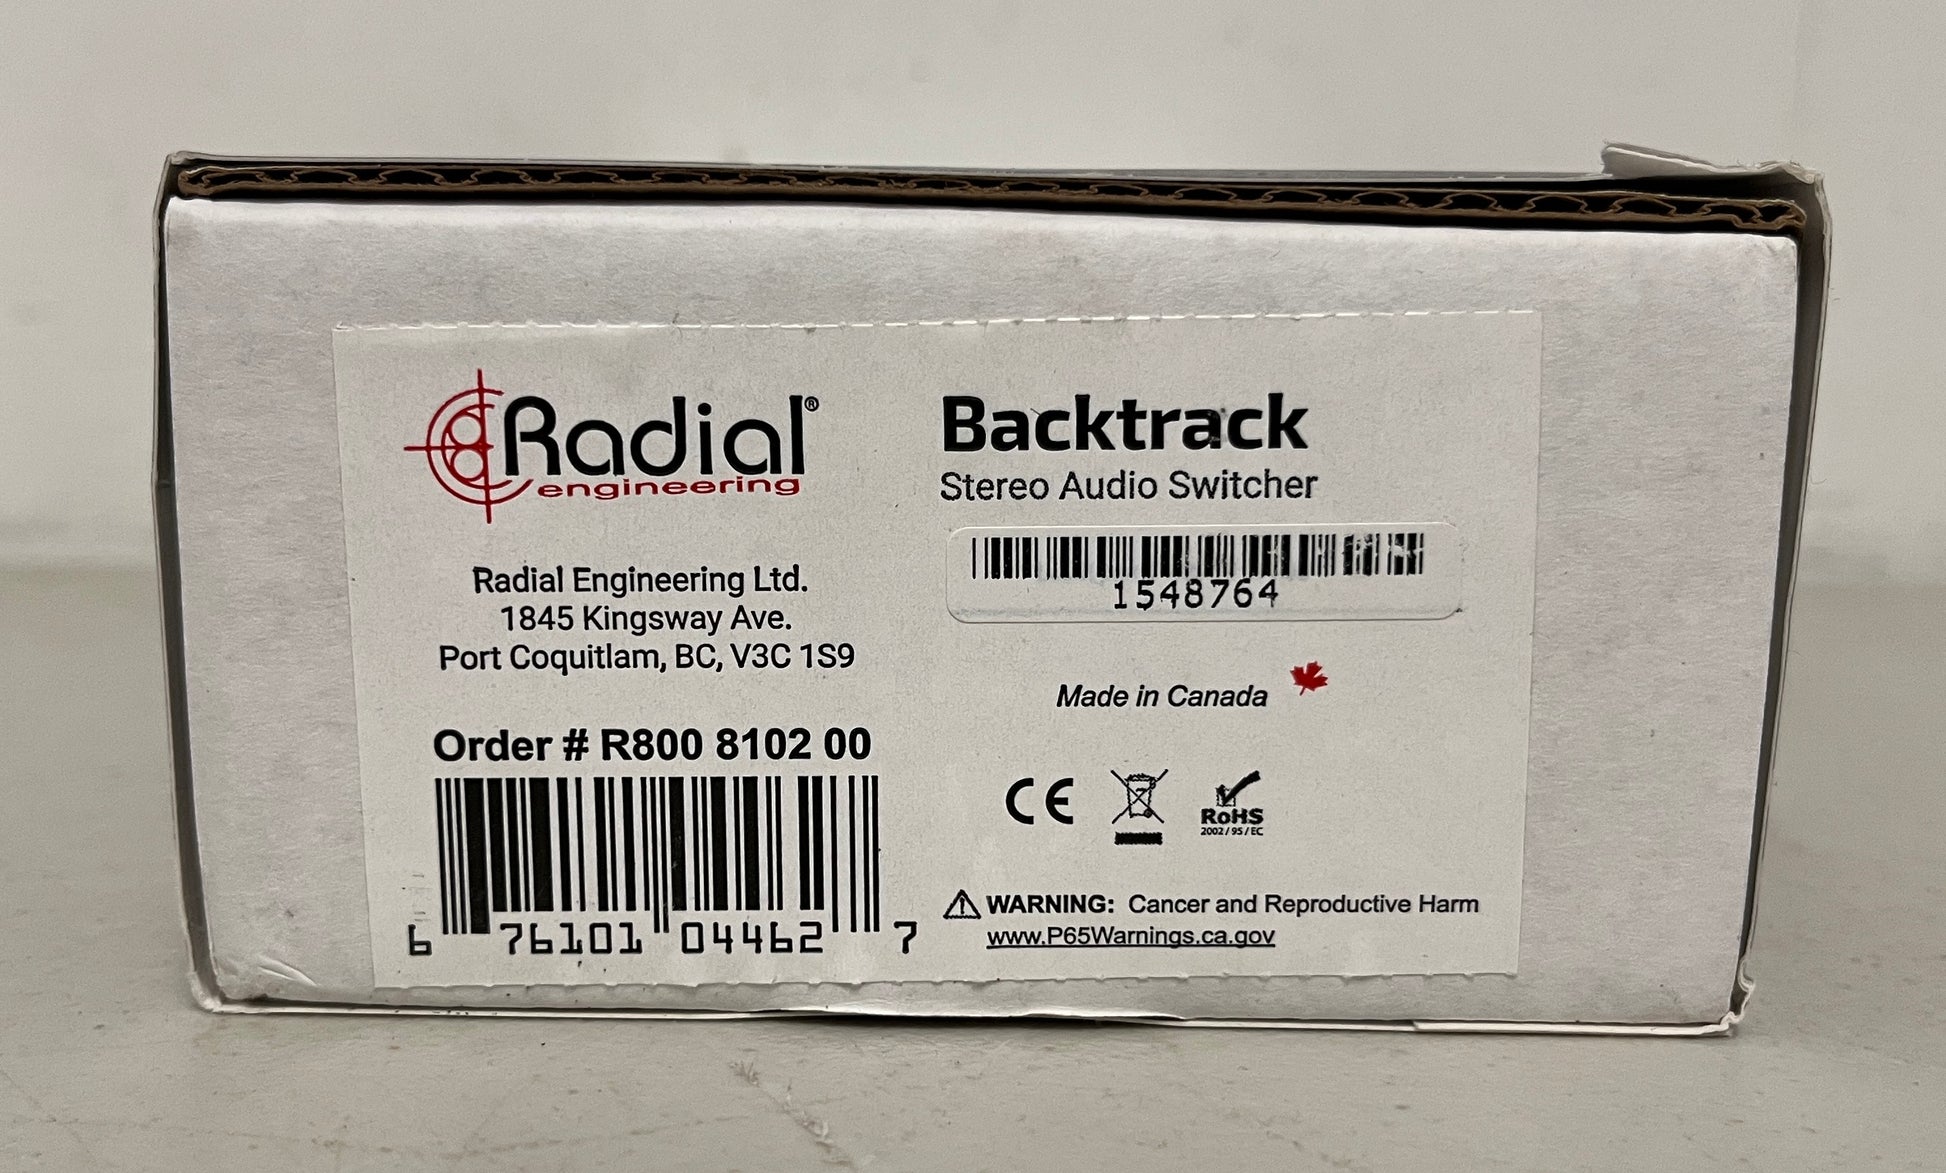 Radial®
engineering
Radial Engineering Ltd.
1845 Kingsway Ave.
Port Coquitlam, BC, V3C 1S9
Order # R800 8102 00
6 76101 04462 7
Backtrack
Stereo Audio Switcher
1548764
Made in Canada
CE
RoHS
2002/95/EC
WARNING: Cancer and Reproductive Harm
www.P65Warnings.ca.gov